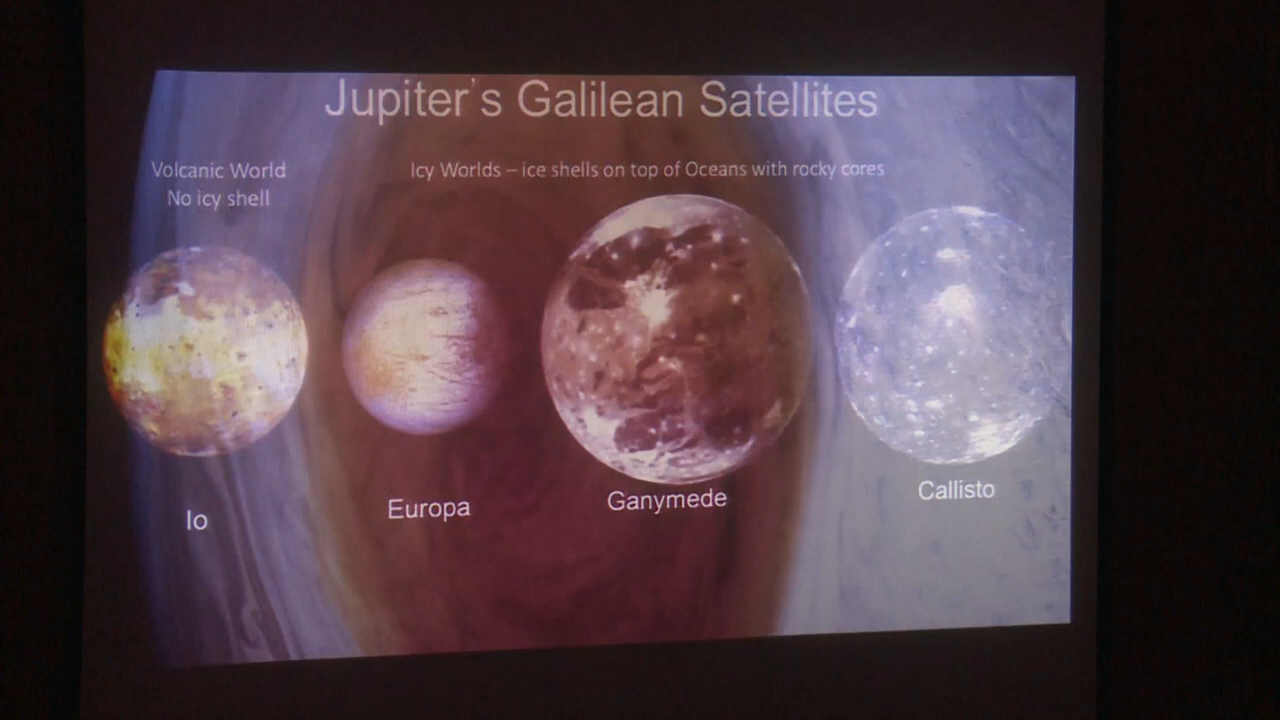 Jupiter's Galilean Satellites
Volcanic World
No icy shell
Icy Worlds – ice shells on top of Oceans with rocky cores
Io
Europa
Ganymede
Callisto